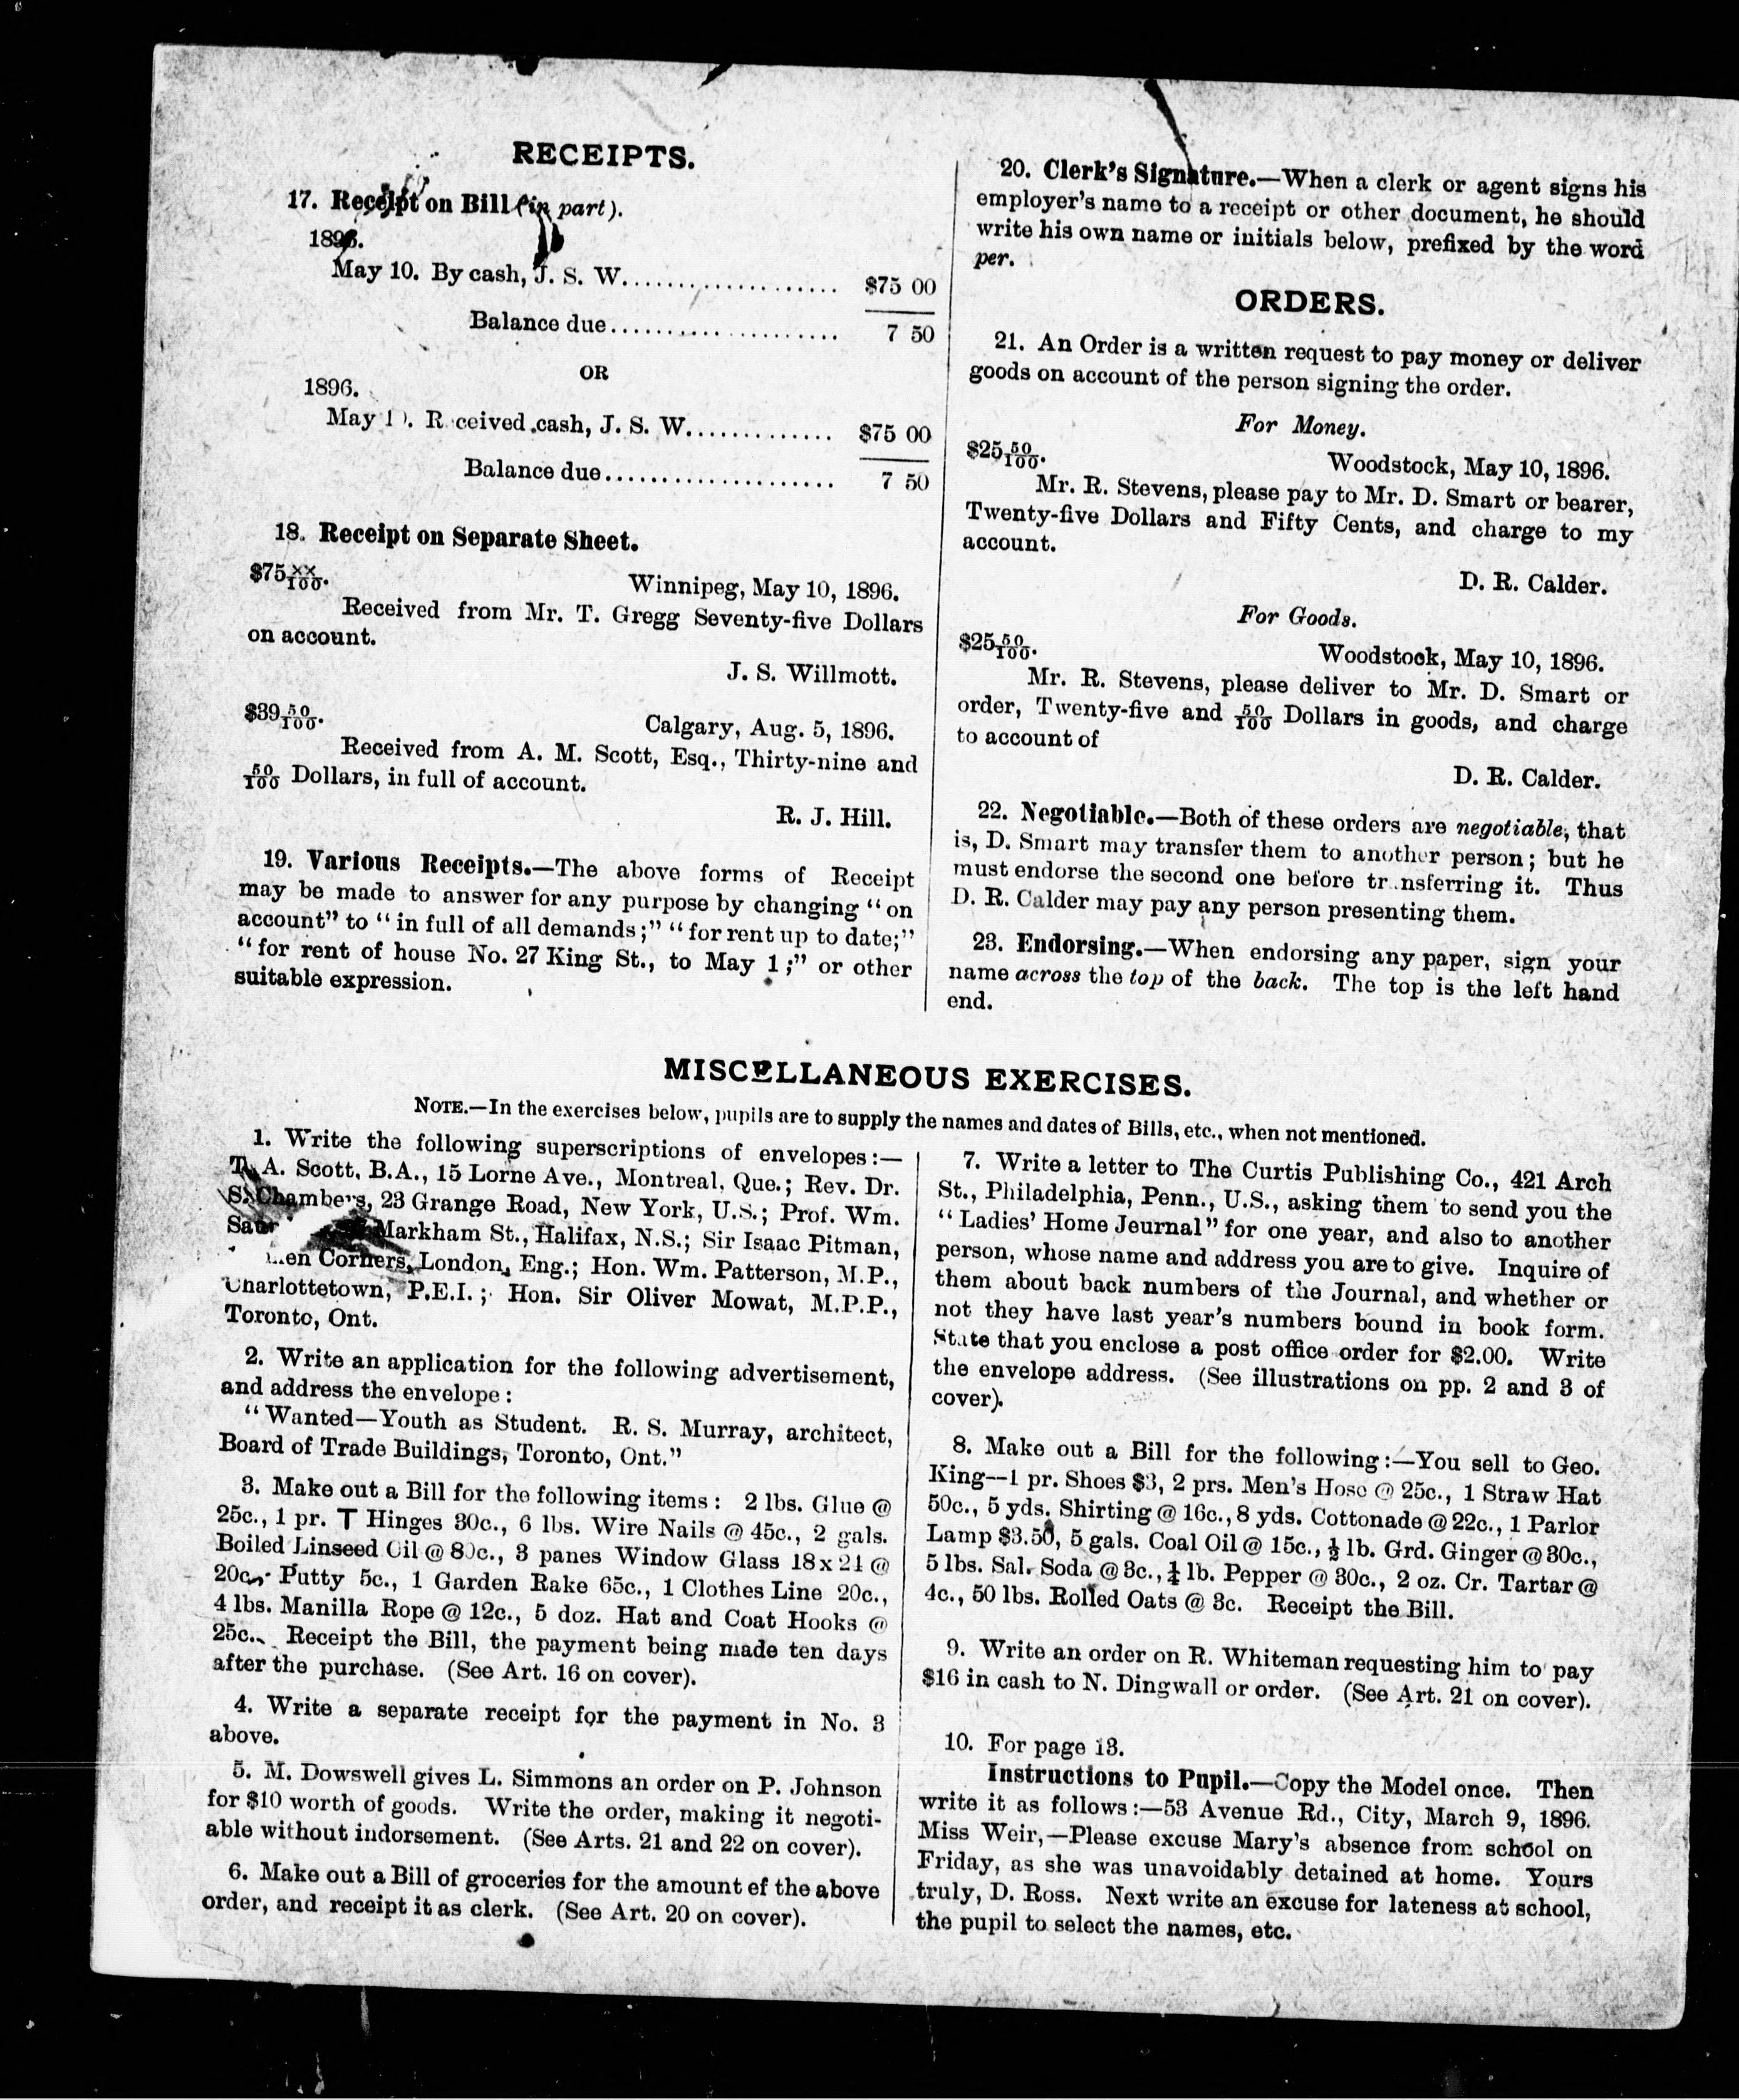 RECEIPTS.
17. Receipt on Bill (in part).
1896.
May 10. By cash, J. S. W.................... $75 00
Balance due..................... 7 50
OR
1896.
May 1 . R ceived cash, J. S. W............. $75 00
Balance due..................... 7 50
18. Receipt on Separate Sheet.
$75 XX/100. Winnipeg, May 10, 1896.
Received from Mr. T. Gregg Seventy-five Dollars
on account.
J. S. Willmott.
$39 50/100. Calgary, Aug. 5, 1896.
Received from A. M. Scott, Esq., Thirty-nine and
50/100 Dollars, in full of account.
R. J. Hill.
19. Various Receipts.—The above forms of Receipt
may be made to answer for any purpose by changing “on
account” to “in full of all demands;” “for rent up to date;”
“for rent of house No. 27 King St., to May 1;” or other
suitable expression.
20. Clerk's Signature.—When a clerk or agent signs his
employer's name to a receipt or other document, he should
write his own name or initials below, prefixed by the word
per.
ORDERS.
21. An Order is a written request to pay money or deliver
goods on account of the person signing the order.
For Money.
$25 50/100. Woodstock, May 10, 1896.
Mr. R. Stevens, please pay to Mr. D. Smart or bearer,
Twenty-five Dollars and Fifty Cents, and charge to my
account.
D. R. Calder.
For Goods.
$25 50/100. Woodstock, May 10, 1896.
Mr. R. Stevens, please deliver to Mr. D. Smart or
order, Twenty-five and 50/100 Dollars in goods, and charge
to account of
D. R. Calder.
22. Negotiable.—Both of these orders are negotiable, that
is, D. Smart may transfer them to another person; but he
must endorse the second one before tr nsferring it. Thus
D. R. Calder may pay any person presenting them.
23. Endorsing.—When endorsing any paper, sign your
name across the top of the back. The top is the left hand
end.
MISCELLANEOUS EXERCISES.
NOTE.—In the exercises below, pupils are to supply the names and dates of Bills, etc., when not mentioned.
1. Write the following superscriptions of envelopes:—
T. A. Scott, B.A., 15 Lorne Ave., Montreal, Que.; Rev. Dr.
S. Chambers, 23 Grange Road, New York, U.S.; Prof. Wm.
Markham St., Halifax, N.S.; Sir Isaac Pitman,
Corners, London, Eng.; Hon. Wm. Patterson, M.P.,
Charlottetown, P.E.I.; Hon. Sir Oliver Mowat, M.P.P.,
Toronto, Ont.
2. Write an application for the following advertisement,
and address the envelope:
“Wanted—Youth as Student. R. S. Murray, architect,
Board of Trade Buildings, Toronto, Ont.”
3. Make out a Bill for the following items: 2 lbs. Glue @
25c., 1 pr. T Hinges 30c., 6 lbs. Wire Nails @ 45c., 2 gals.
Boiled Linseed Oil @ 80c., 3 panes Window Glass 18 x 24 @
20c., Putty 5c., 1 Garden Rake 65c., 1 Clothes Line 20c.,
4 lbs. Manilla Rope @ 12c., 5 doz. Hat and Coat Hooks @
25c. Receipt the Bill, the payment being made ten days
after the purchase. (See Art. 16 on cover).
4. Write a separate receipt for the payment in No. 3
above.
5. M. Dowswell gives L. Simmons an order on P. Johnson
for $10 worth of goods. Write the order, making it negoti-
able without indorsement. (See Arts. 21 and 22 on cover).
6. Make out a Bill of groceries for the amount ef the above
order, and receipt it as clerk. (See Art. 20 on cover).
7. Write a letter to The Curtis Publishing Co., 421 Arch
St., Philadelphia, Penn., U.S., asking them to send you the
“Ladies' Home Journal” for one year, and also to another
person, whose name and address you are to give. Inquire of
them about back numbers of the Journal, and whether or
not they have last year's numbers bound in book form.
State that you enclose a post office order for $2.00. Write
the envelope address. (See illustrations on pp. 2 and 3 of
cover).
8. Make out a Bill for the following:—You sell to Geo.
King—1 pr. Shoes $3, 2 prs. Men's Hose @ 25c., 1 Straw Hat
50c., 5 yds. Shirting @ 16c., 8 yds. Cottonade @ 22c., 1 Parlor
Lamp $3.50, 5 gals. Coal Oil @ 15c., ½ lb. Grd. Ginger @ 30c.,
5 lbs. Sal. Soda @ 3c., ¼ lb. Pepper @ 30c., 2 oz. Cr. Tartar @
4c., 50 lbs. Rolled Oats @ 3c. Receipt the Bill.
9. Write an order on R. Whiteman requesting him to pay
$16 in cash to N. Dingwall or order. (See Art. 21 on cover).
10. For page 13.
Instructions to Pupil.—Copy the Model once. Then
write it as follows:—53 Avenue Rd., City, March 9, 1896.
Miss Weir,—Please excuse Mary's absence from school on
Friday, as she was unavoidably detained at home. Yours
truly, D. Ross. Next write an excuse for lateness at school,
the pupil to select the names, etc.